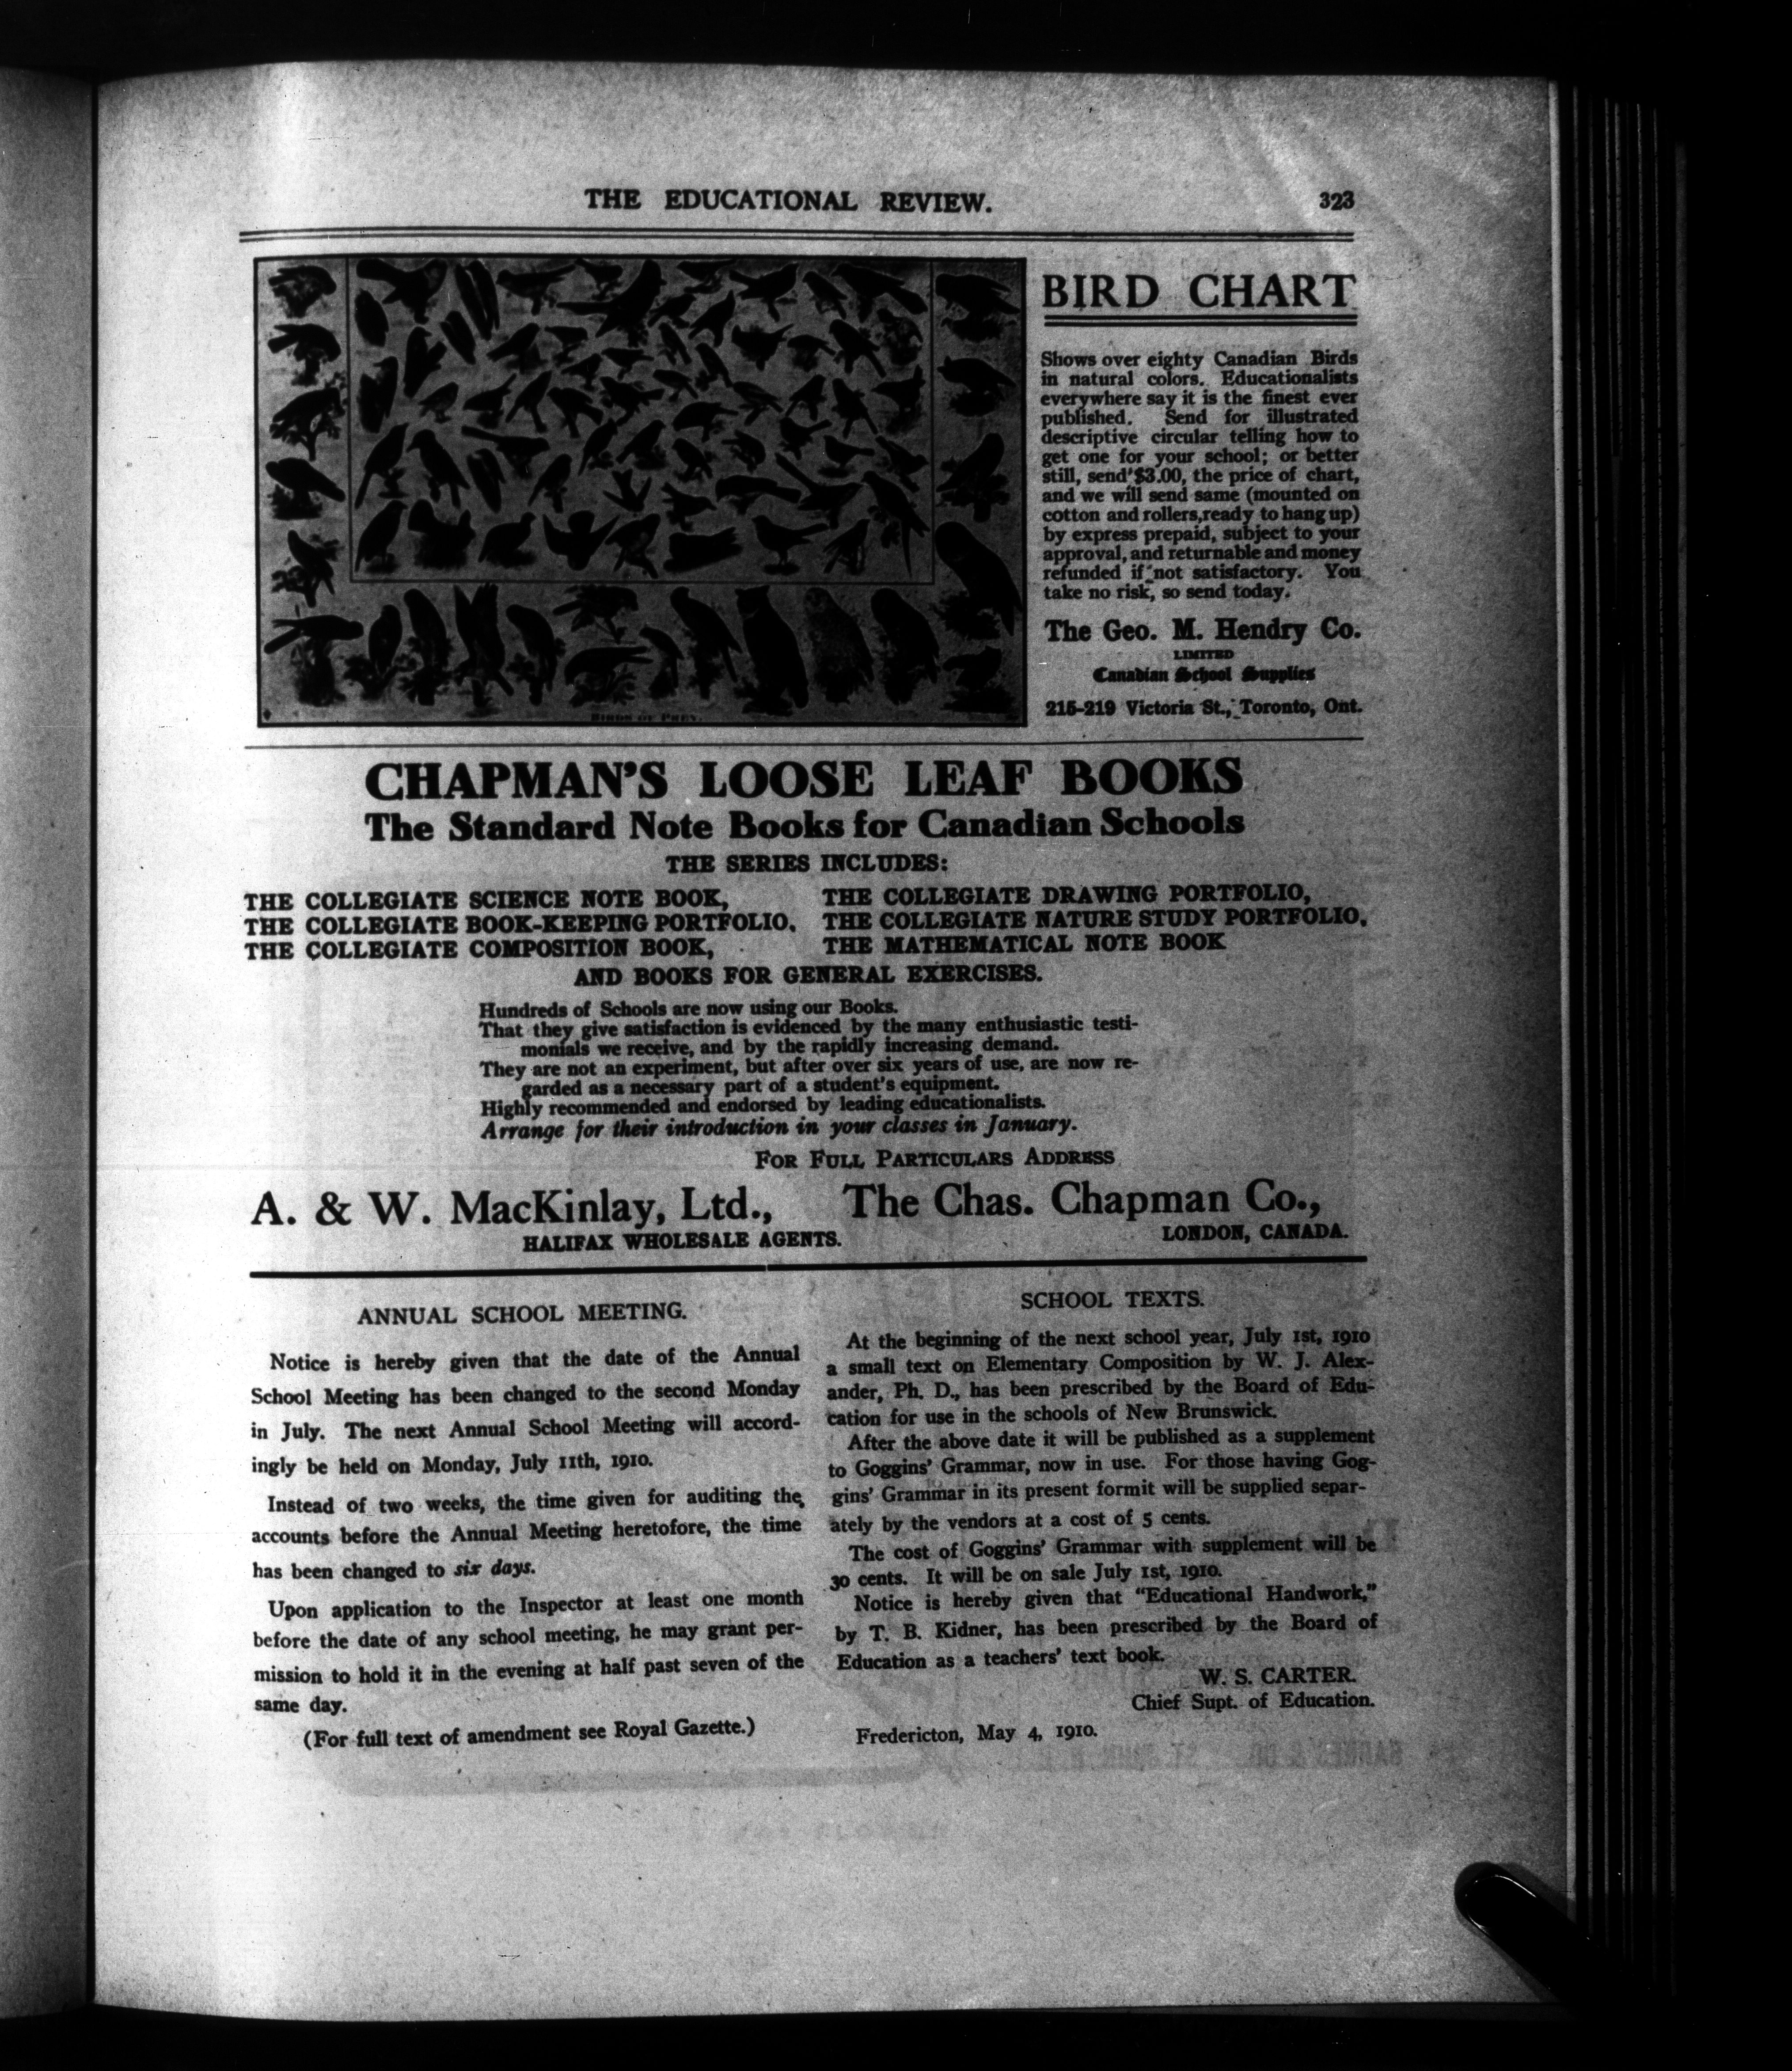 THE EDUCATIONAL REVIEW.
323
BIRDS OF PREY.
BIRD CHART
Shows over eighty Canadian Birds
in natural colors. Educationalists
everywhere say it is the finest ever
published. Send for illustrated
descriptive circular telling how to
get one for your school; or better
still, send $3.00, the price of chart,
and we will send same (mounted on
cotton and rollers,ready to hang up)
by express prepaid, subject to your
approval, and returnable and money
refunded if not satisfactory. You
take no risk, so send today.
The Geo. M. Hendry Co.
LIMITED
Canadian School Supplies
215-219 Victoria St., Toronto, Ont.
CHAPMAN'S LOOSE LEAF BOOKS
The Standard Note Books for Canadian Schools
THE SERIES INCLUDES:
THE COLLEGIATE SCIENCE NOTE BOOK,
THE COLLEGIATE BOOK-KEEPING PORTFOLIO,
THE COLLEGIATE COMPOSITION BOOK,
THE COLLEGIATE DRAWING PORTFOLIO,
THE COLLEGIATE NATURE STUDY PORTFOLIO,
THE MATHEMATICAL NOTE BOOK
AND BOOKS FOR GENERAL EXERCISES.
Hundreds of Schools are now using our Books.
That they give satisfaction is evidenced by the many enthusiastic testi-
monials we receive, and by the rapidly increasing demand.
They are not an experiment, but after over six years of use, are now re-
garded as a necessary part of a student's equipment.
Highly recommended and endorsed by leading educationalists.
Arrange for their introduction in your classes in January.
FOR FULL PARTICULARS ADDRESS
A. & W. MacKinlay, Ltd.,
HALIFAX WHOLESALE AGENTS.
The Chas. Chapman Co.,
LONDON, CANADA.
ANNUAL SCHOOL MEETING.
Notice is hereby given that the date of the Annual
School Meeting has been changed to the second Monday
in July. The next Annual School Meeting will accord-
ingly be held on Monday, July 11th, 1910.
Instead of two weeks, the time given for auditing the
accounts before the Annual Meeting heretofore, the time
has been changed to six days.
Upon application to the Inspector at least one month
before the date of any school meeting, he may grant per-
mission to hold it in the evening at half past seven of the
same day.
(For full text of amendment see Royal Gazette.)
SCHOOL TEXTS.
At the beginning of the next school year, July 1st, 1910
a small text on Elementary Composition by W. J. Alex-
ander, Ph. D., has been prescribed by the Board of Edu-
cation for use in the schools of New Brunswick.
After the above date it will be published as a supplement
to Goggins' Grammar, now in use. For those having Gog-
gins' Grammar in its present formit will be supplied separ-
ately by the vendors at a cost of 5 cents.
The cost of Goggins' Grammar with supplement will be
30 cents. It will be on sale July 1st, 1910.
Notice is hereby given that "Educational Handwork,"
by T. B. Kidner, has been prescribed by the Board of
Education as a teachers' text book.
W. S. CARTER.
Chief Supt. of Education.
Fredericton, May 4, 1910.